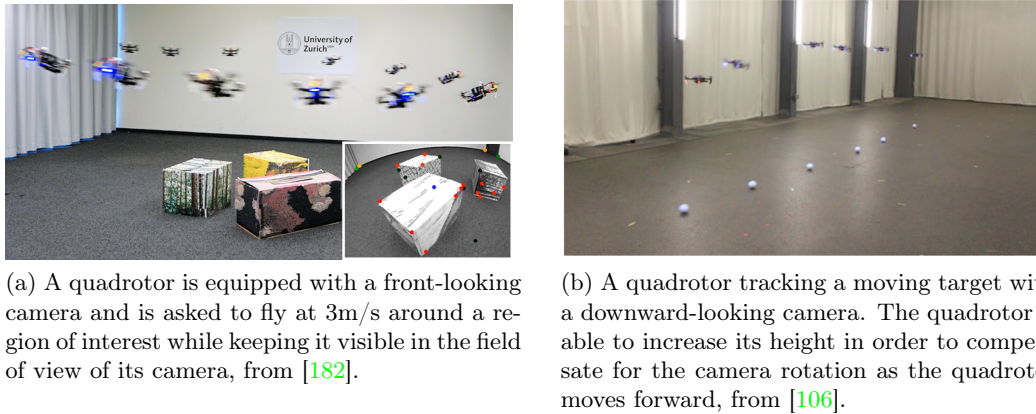 University of
Zurich
(a) A quadrotor is equipped with a front-looking
camera and is asked to fly at 3m/s around a re-
gion of interest while keeping it visible in the field
of view of its camera, from [182].
(b) A quadrotor tracking a moving target wi
a downward-looking camera. The quadrotor
able to increase its height in order to compe
sate for the camera rotation as the quadrot
moves forward, from [106].